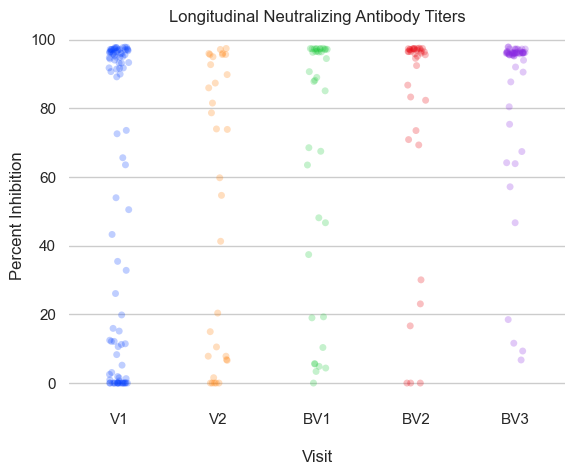 Longitudinal Neutralizing Antibody Titers
100
80
60
40
20
0
Percent Inhibition
V1 V2 BV1 BV2 BV3
Visit